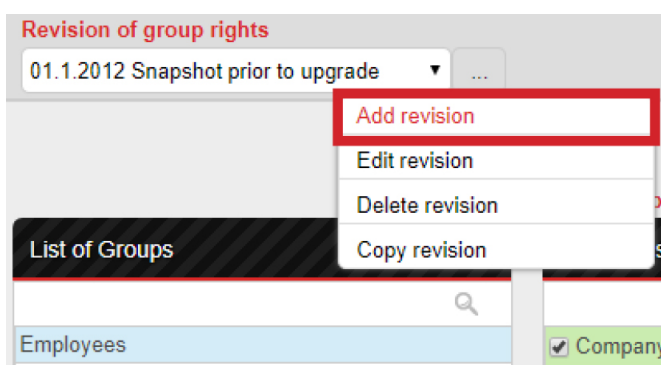 Revision of group rights
01.1.2012 Snapshot prior to upgrade
...
Add revision
Edit revision
Delete revision
Copy revision
List of Groups
Employees
Company